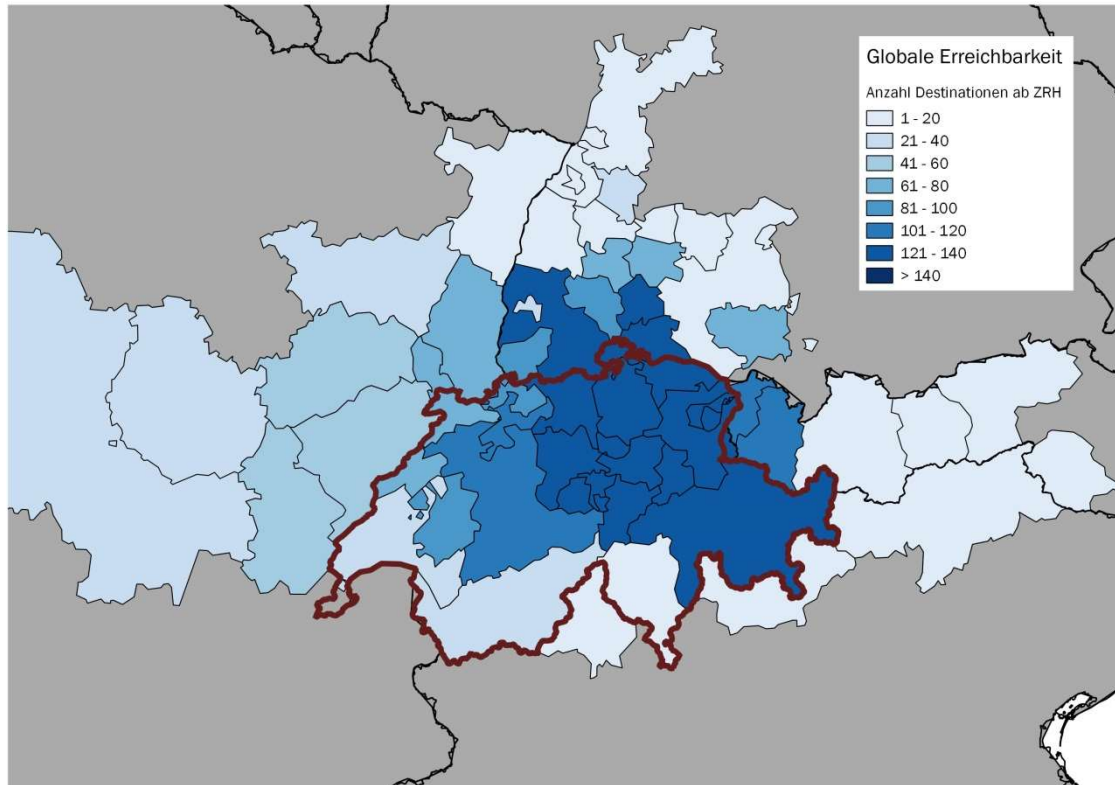 Globale Erreichbarkeit
Anzahl Destinationen ab ZRH
1 - 20
21 - 40
41 - 60
61 - 80
81 - 100
101 - 120
121 - 140
> 140